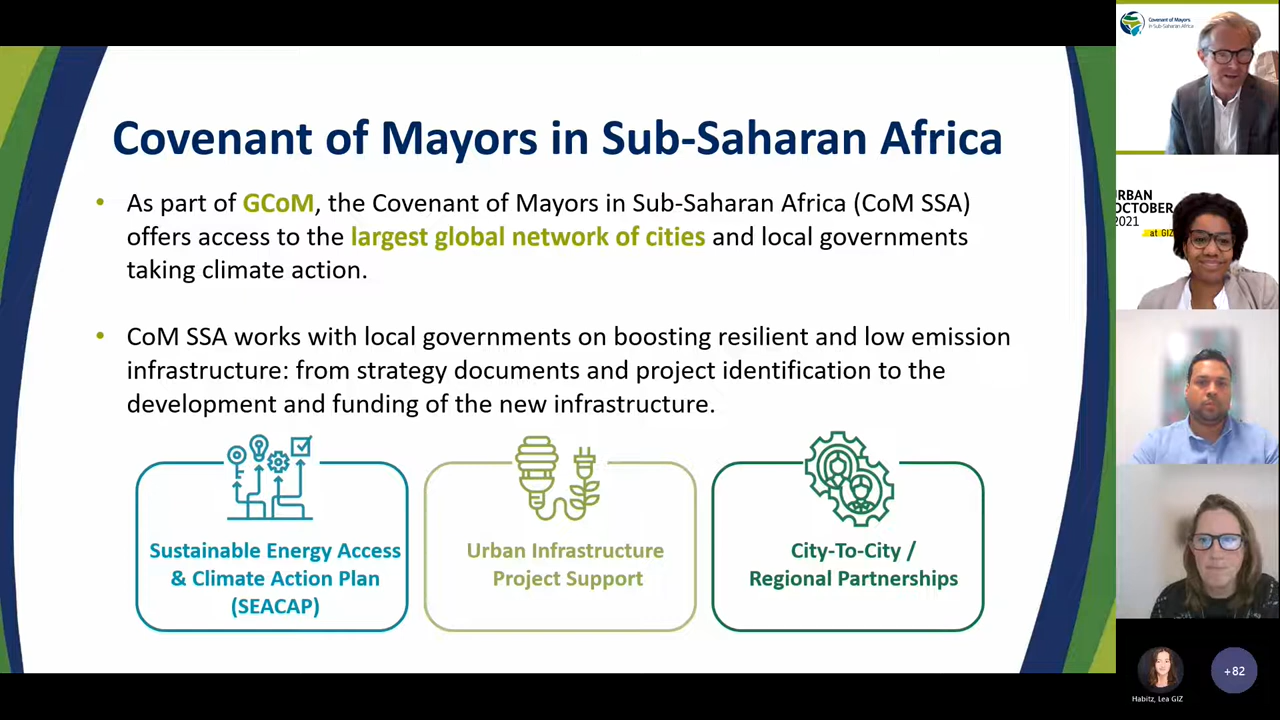 Covenant of Mayors in Sub-Saharan Africa
• As part of GCoM, the Covenant of Mayors in Sub-Saharan Africa (CoM SSA)
offers access to the largest global network of cities and local governments
taking climate action.
• CoM SSA works with local governments on boosting resilient and low emission
infrastructure: from strategy documents and project identification to the
development and funding of the new infrastructure.
Sustainable Energy Access
& Climate Action Plan
(SEACAP)
Urban Infrastructure
Project Support
City-To-City /
Regional Partnerships
Covenant of Mayors
in Sub-Saharan Africa
URBAN
OCTOBER
2021
at GIZ
Habitz, Lea GIZ
+82